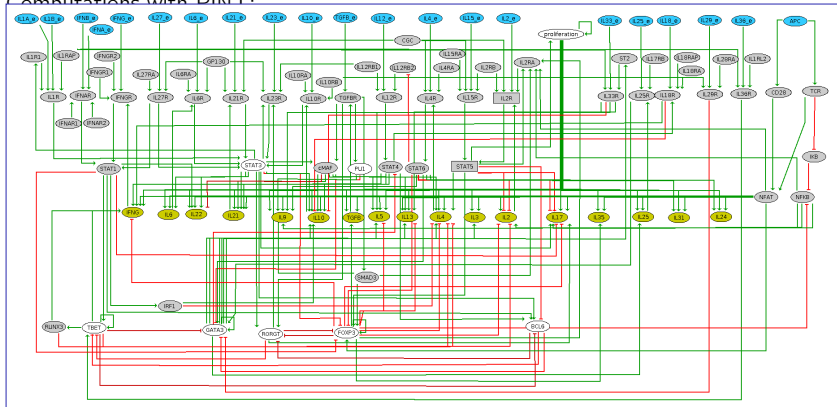 Computations with PINT:
IL1A_e IL1B_e IFNB_e IFNG_e IL27_e IL6_e IL21_e IL23_e IL10_e TGFB_e IL12_e IL4_e IL15_e IL2_e IL33_e IL25_e IL18_e IL29_e IL36_e APC
IFNA_e
proliferation
CGC
IL1R1 IL1RAP IFNGR2 GP130 IL15RA IL2RA ST2 IL17RB IL18RAP IL28RA IL1RL2
IFNGR1 IL27RA IL6RA IL10RA IL10RB IL12RB1 IL12RB2 IL4RA IL2RB IL18RA
IL1R IFNAR IFNGR IL27R IL6R IL21R IL23R IL10R TGFBR IL12R IL4R IL15R IL2R IL33R IL25R IL18R IL29R IL36R CD28 TCR
IFNAR1 IFNAR2
STAT1 STAT3 cMAF PU1 STAT4 STAT6 STAT5 IKB
NFAT NFKB
IFNG IL6 IL22 IL21 IL9 IL10 TGFB IL5 IL13 IL4 IL3 IL2 IL17 IL35 IL25 IL31 IL24
SMAD3
IRF1
RUNX3 TBET GATA3 RORGT FOXP3 BCL6